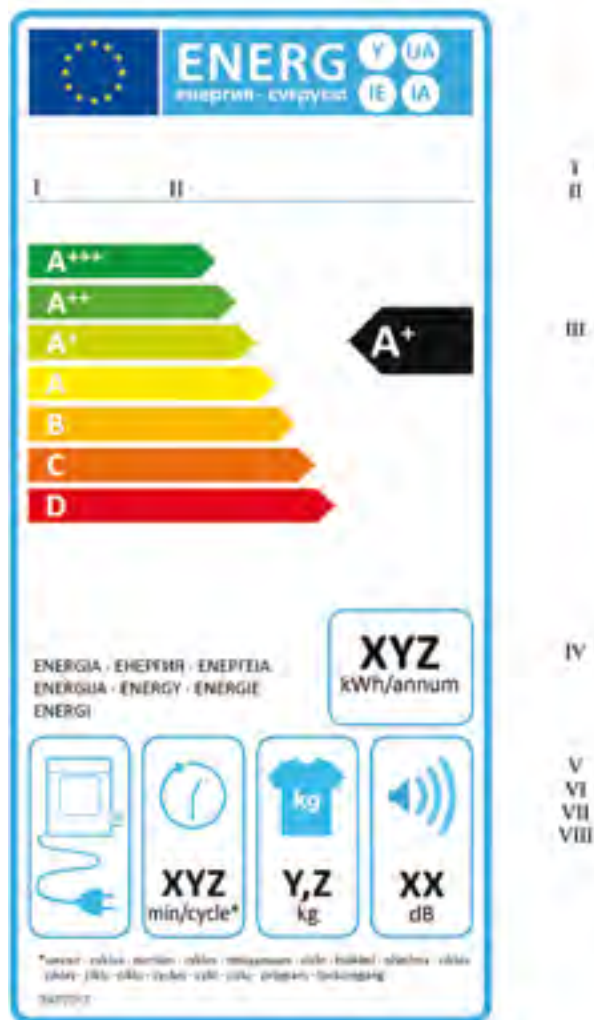 ENERG Y UA
енергия · ενεργεια IE IA
I II
I
II
A+++
A++
A+
A+
III
A
B
C
D
XYZ
kWh/annum
IV
ENERGIA · ЕНЕРГИЯ · ΕΝΕΡΓΕΙΑ
ENERGIJA · ENERGY · ENERGIE
ENERGI
V
VI
VII
VIII
kg
XYZ
min/cycle*
Y,Z
kg
XX
dB